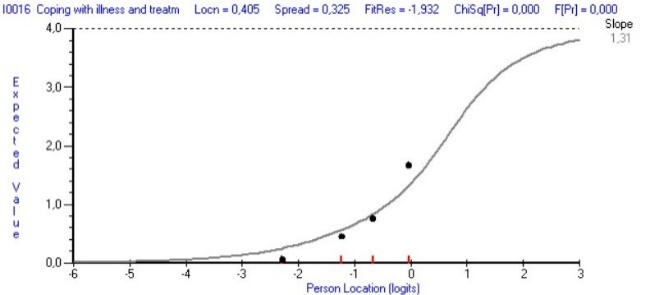 I0016 Coping with illness and treatm Locn = 0,405 Spread = 0,325 FitRes = -1,932 ChiSq[Pr] = 0,000 F[Pr] = 0,000
Slope
1,31
4,0
3,0
2,0
1,0
0,0
Expected Value
-6 -5 -4 -3 -2 -1 0 1 2 3
Person Location (logits)